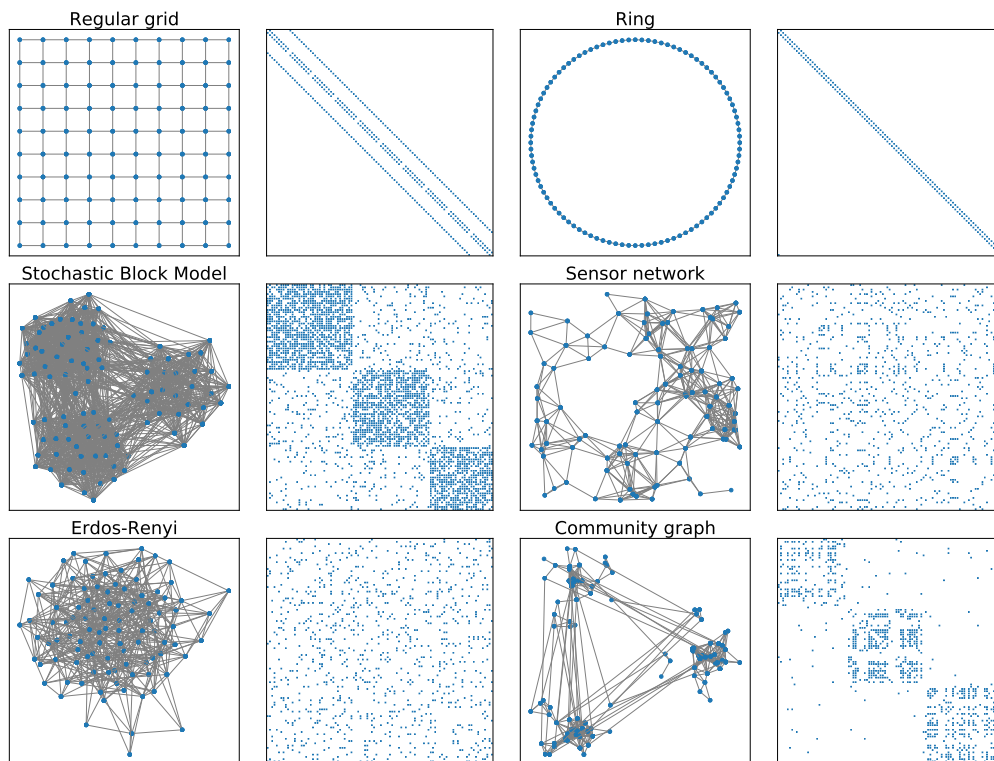 Regular grid
Ring
Stochastic Block Model
Sensor network
Erdos-Renyi
Community graph